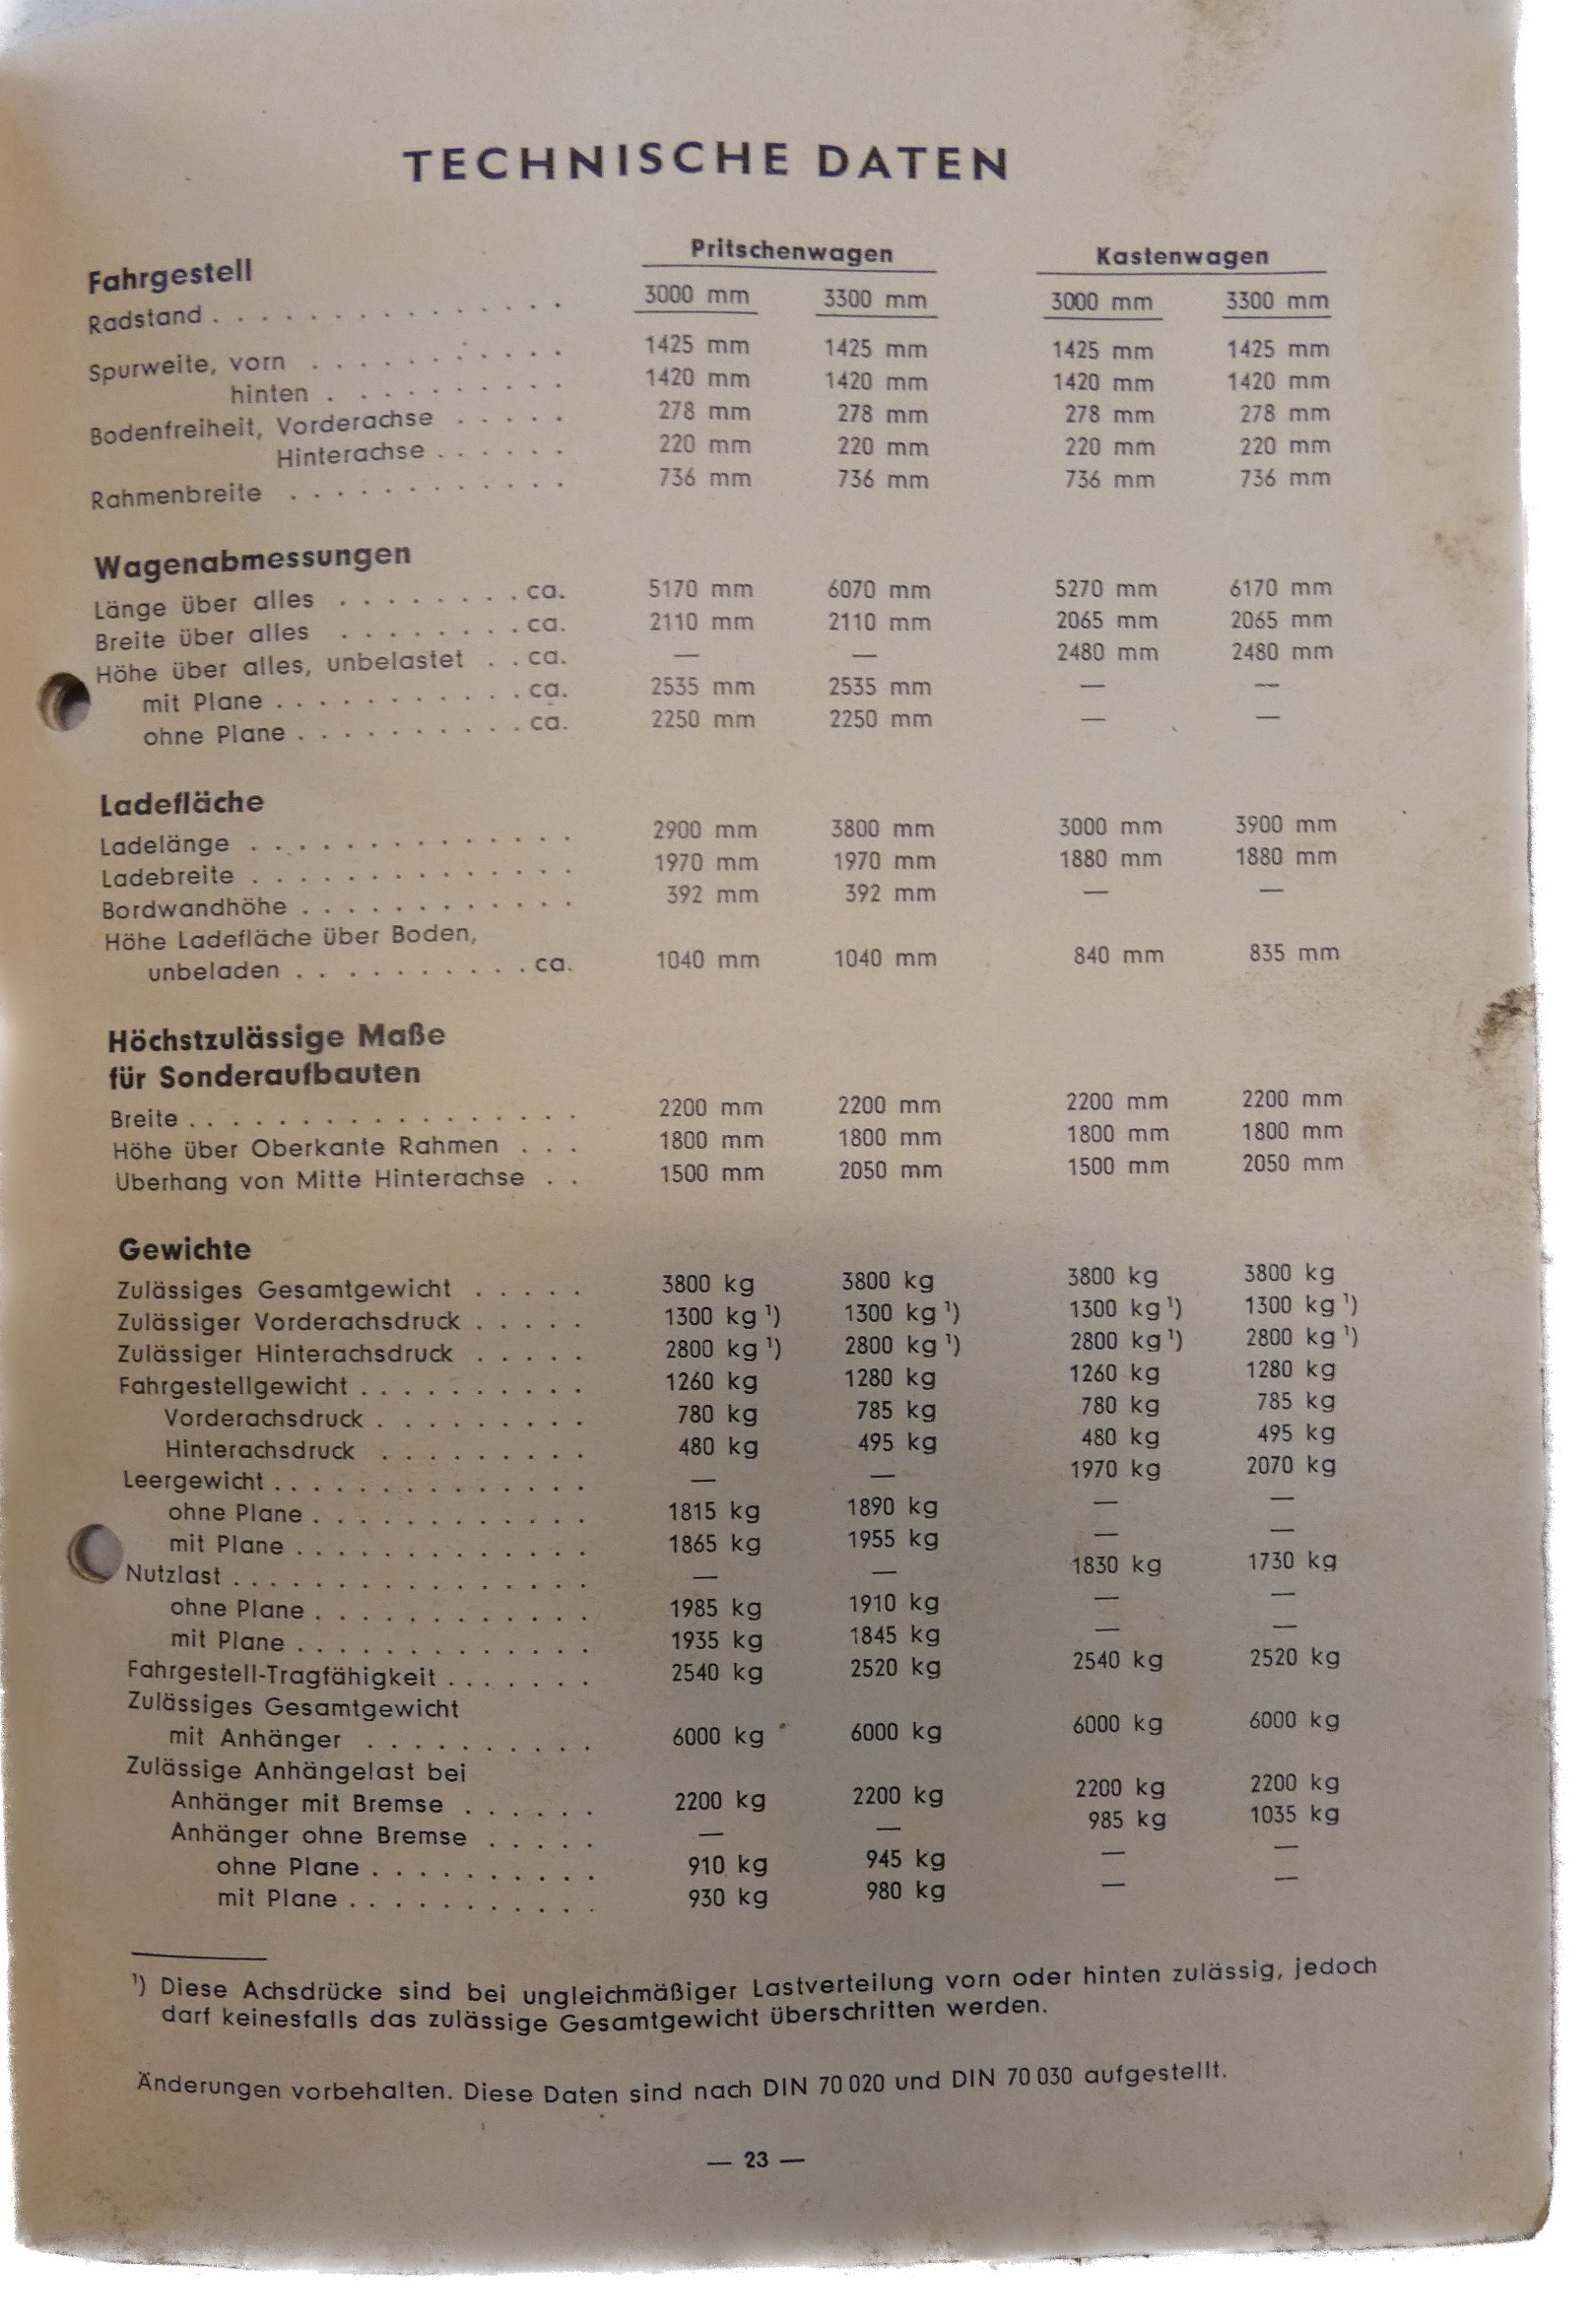 TECHNISCHE DATEN
Pritschenwagen Kastenwagen
Fahrgestell
Radstand . . . . . . . . . . . . . . . 3000 mm 3300 mm 3000 mm 3300 mm
Spurweite, vorn . . . . . . . . . . . 1425 mm 1425 mm 1425 mm 1425 mm
hinten . . . . . . . . . . 1420 mm 1420 mm 1420 mm 1420 mm
Bodenfreiheit, Vorderachse . . . . . 278 mm 278 mm 278 mm 278 mm
Hinterachse . . . . . . 220 mm 220 mm 220 mm 220 mm
Rahmenbreite . . . . . . . . . . . . 736 mm 736 mm 736 mm 736 mm
Wagenabmessungen
Länge über alles . . . . . . . . ca. 5170 mm 6070 mm 5270 mm 6170 mm
Breite über alles . . . . . . . . ca. 2110 mm 2110 mm 2065 mm 2065 mm
Höhe über alles, unbelastet . . ca. — — 2480 mm 2480 mm
mit Plane . . . . . . . . . . . ca. 2535 mm 2535 mm — —
ohne Plane . . . . . . . . . . ca. 2250 mm 2250 mm — —
Ladefläche
Ladelänge . . . . . . . . . . . . . . 2900 mm 3800 mm 3000 mm 3900 mm
Ladebreite . . . . . . . . . . . . . . 1970 mm 1970 mm 1880 mm 1880 mm
Bordwandhöhe . . . . . . . . . . . . 392 mm 392 mm — —
Höhe Ladefläche über Boden,
unbeladen . . . . . . . . . . ca. 1040 mm 1040 mm 840 mm 835 mm
Höchstzulässige Maße
für Sonderaufbauten
Breite . . . . . . . . . . . . . . . . . 2200 mm 2200 mm 2200 mm 2200 mm
Höhe über Oberkante Rahmen . . . 1800 mm 1800 mm 1800 mm 1800 mm
Uberhang von Mitte Hinterachse . . 1500 mm 2050 mm 1500 mm 2050 mm
Gewichte
Zulässiges Gesamtgewicht . . . . . 3800 kg 3800 kg 3800 kg 3800 kg
Zulässiger Vorderachsdruck . . . . . 1300 kg ¹) 1300 kg ¹) 1300 kg ¹) 1300 kg ¹)
Zulässiger Hinterachsdruck . . . . . 2800 kg ¹) 2800 kg ¹) 2800 kg ¹) 2800 kg ¹)
Fahrgestellgewicht . . . . . . . . . . 1260 kg 1280 kg 1260 kg 1280 kg
Vorderachsdruck . . . . . . . . . 780 kg 785 kg 780 kg 785 kg
Hinterachsdruck . . . . . . . . . 480 kg 495 kg 480 kg 495 kg
Leergewicht . . . . . . . . . . . . . . — — 1970 kg 2070 kg
ohne Plane . . . . . . . . . . . . 1815 kg 1890 kg — —
mit Plane . . . . . . . . . . . . . 1865 kg 1955 kg — —
Nutzlast . . . . . . . . . . . . . . . . — — 1830 kg 1730 kg
ohne Plane . . . . . . . . . . . . 1985 kg 1910 kg — —
mit Plane . . . . . . . . . . . . . 1935 kg 1845 kg — —
Fahrgestell-Tragfähigkeit . . . . . . . 2540 kg 2520 kg 2540 kg 2520 kg
Zulässiges Gesamtgewicht
mit Anhänger . . . . . . . . . . 6000 kg 6000 kg 6000 kg 6000 kg
Zulässige Anhängelast bei
Anhänger mit Bremse . . . . . . 2200 kg 2200 kg 2200 kg 2200 kg
Anhänger ohne Bremse . . . . . — — 985 kg 1035 kg
ohne Plane . . . . . . . . . . 910 kg 945 kg — —
mit Plane . . . . . . . . . . . 930 kg 980 kg — —
¹) Diese Achsdrücke sind bei ungleichmäßiger Lastverteilung vorn oder hinten zulässig, jedoch
darf keinesfalls das zulässige Gesamtgewicht überschritten werden.
Änderungen vorbehalten. Diese Daten sind nach DIN 70 020 und DIN 70 030 aufgestellt.
— 23 —